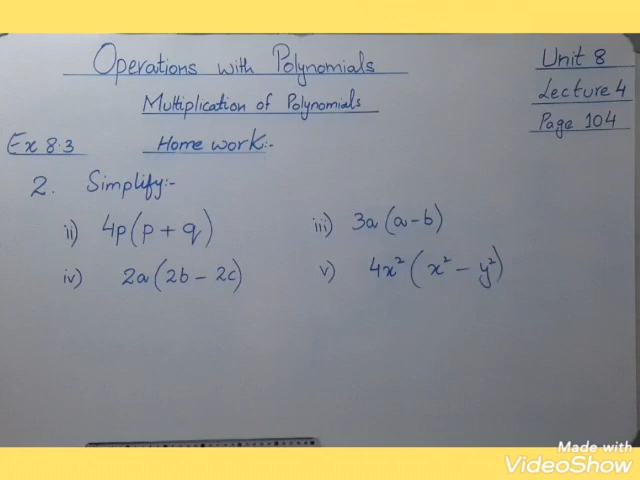 Operations with Polynomials
Unit 8
Multiplication of Polynomials
Lecture 4
Page 104
Ex 8.3 Home work:-
2. Simplify:-
ii) 4p(p + q) iii) 3a(a - b)
iv) 2a(2b - 2c) v) 4x²(x² - y²)
Made with
VideoShow